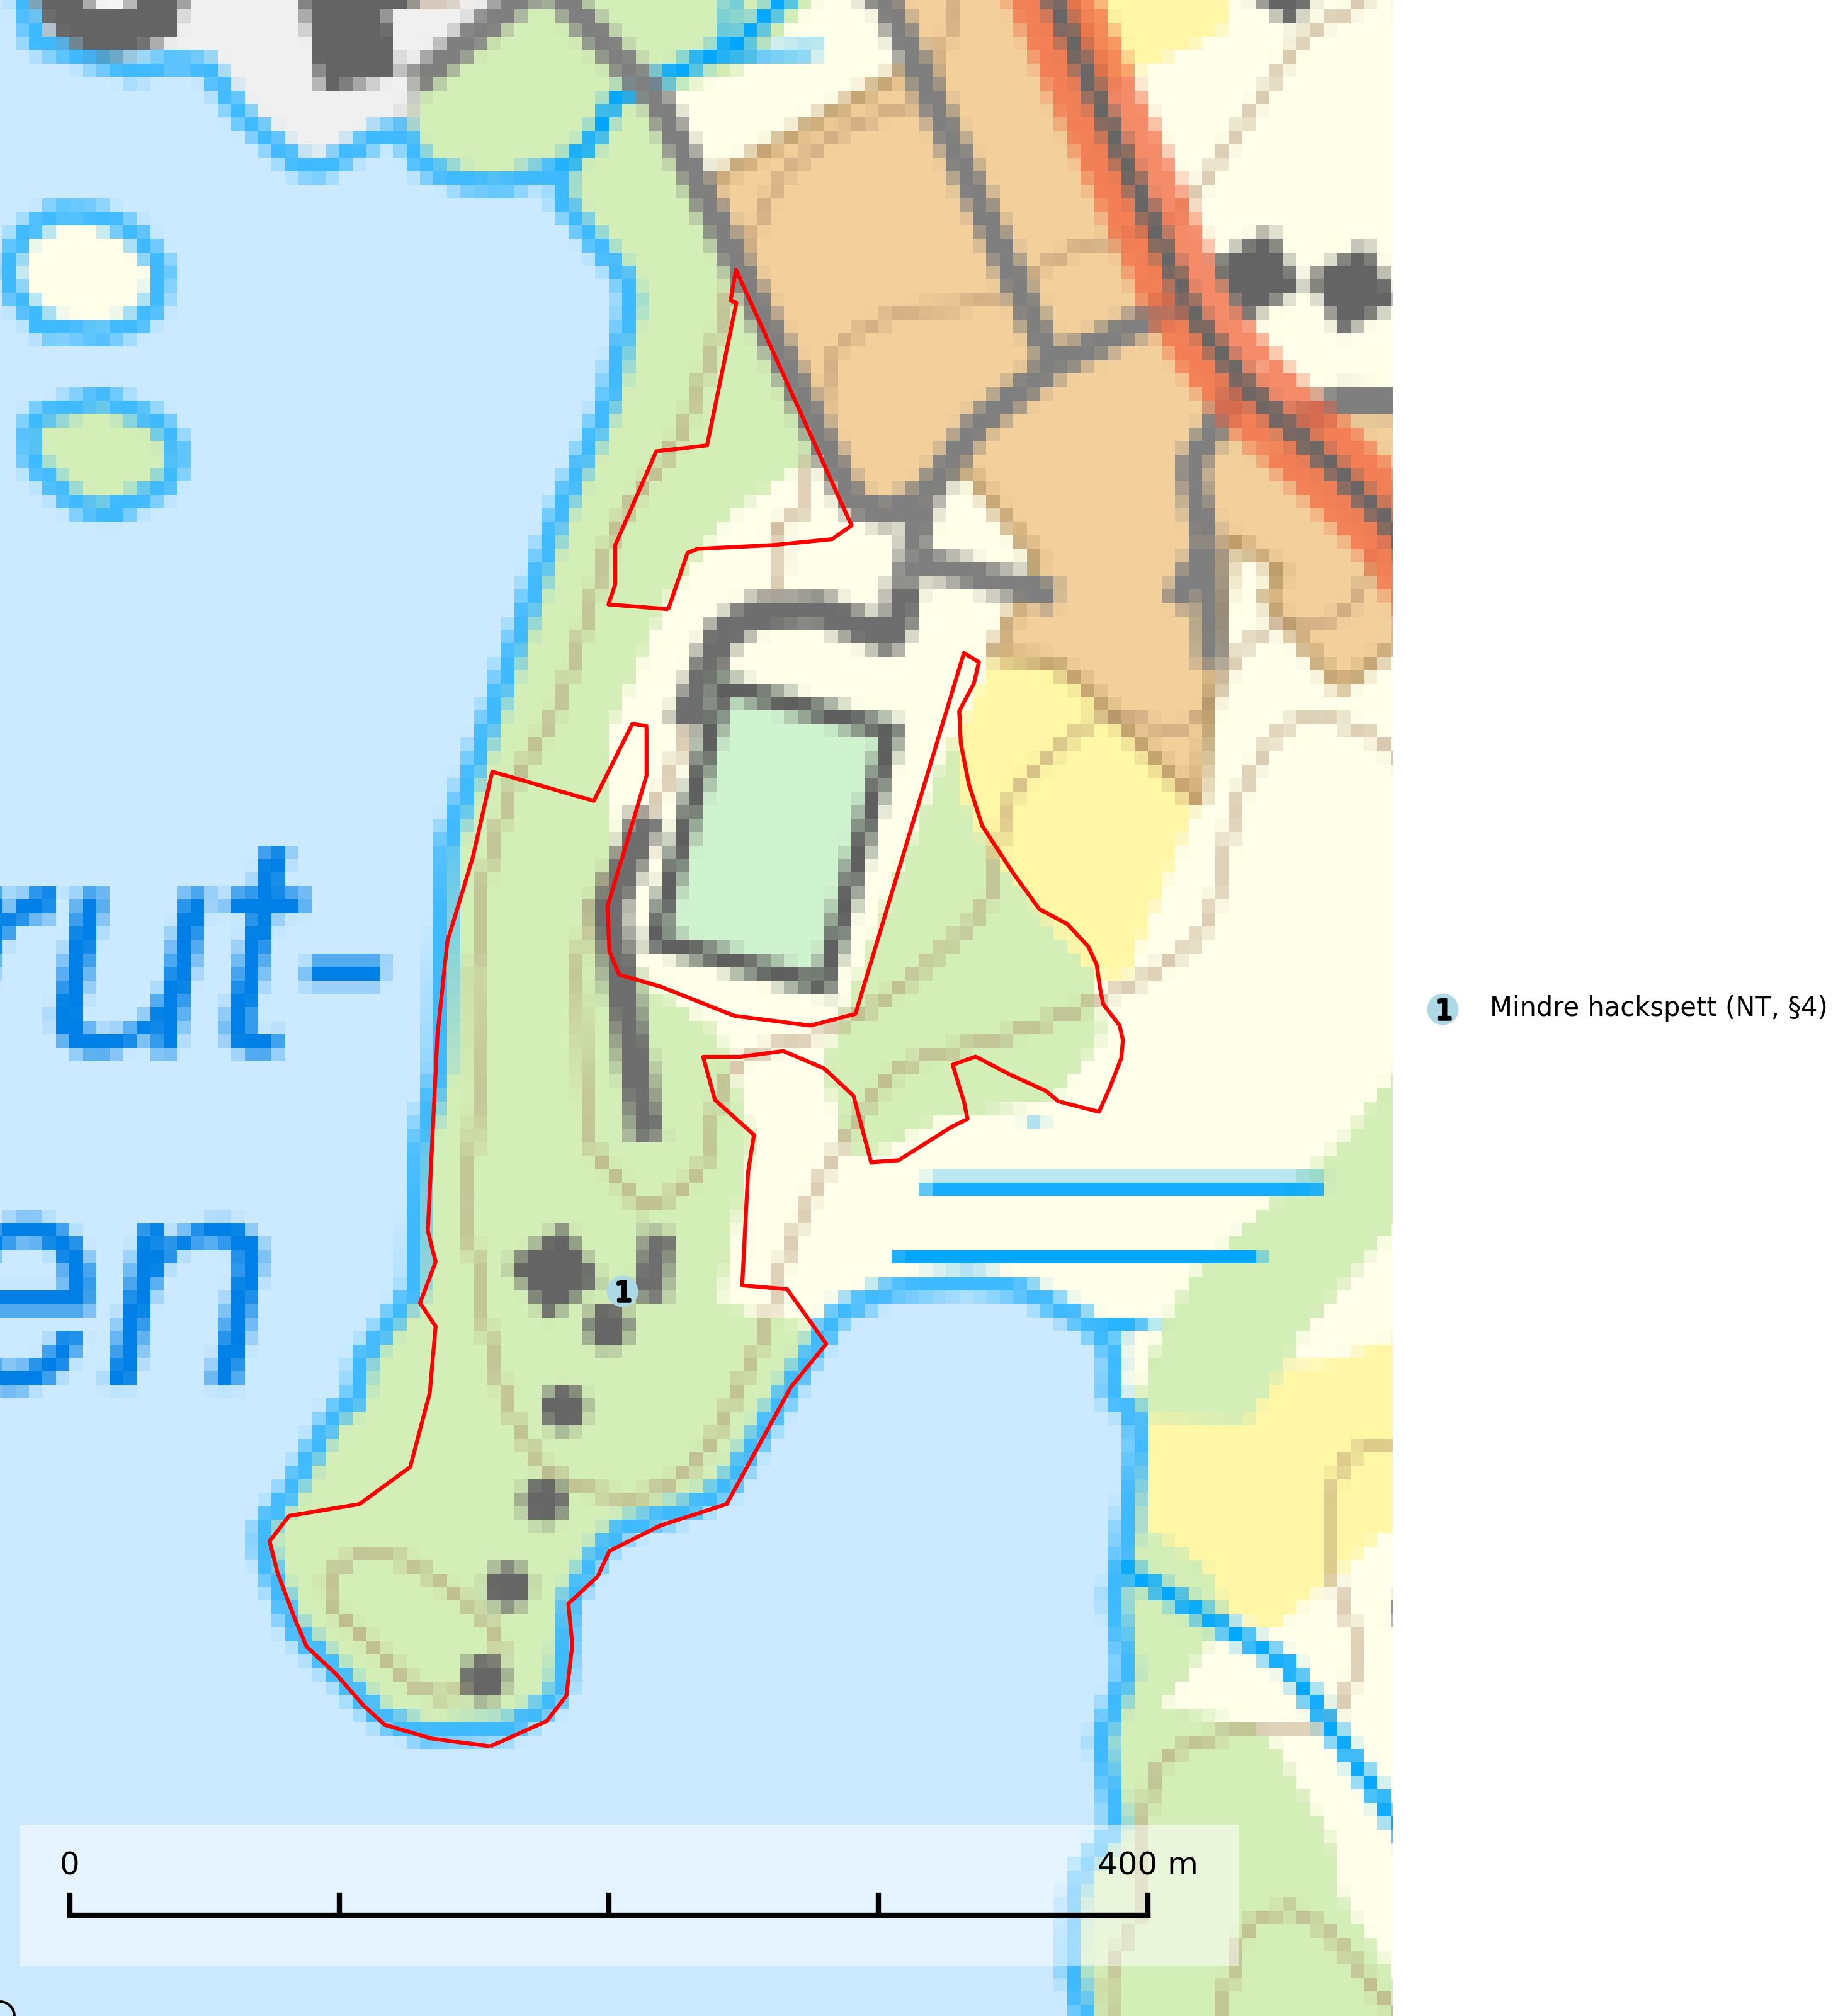 rut-
en
1 Mindre hackspett (NT, §4)
1
0 400 m